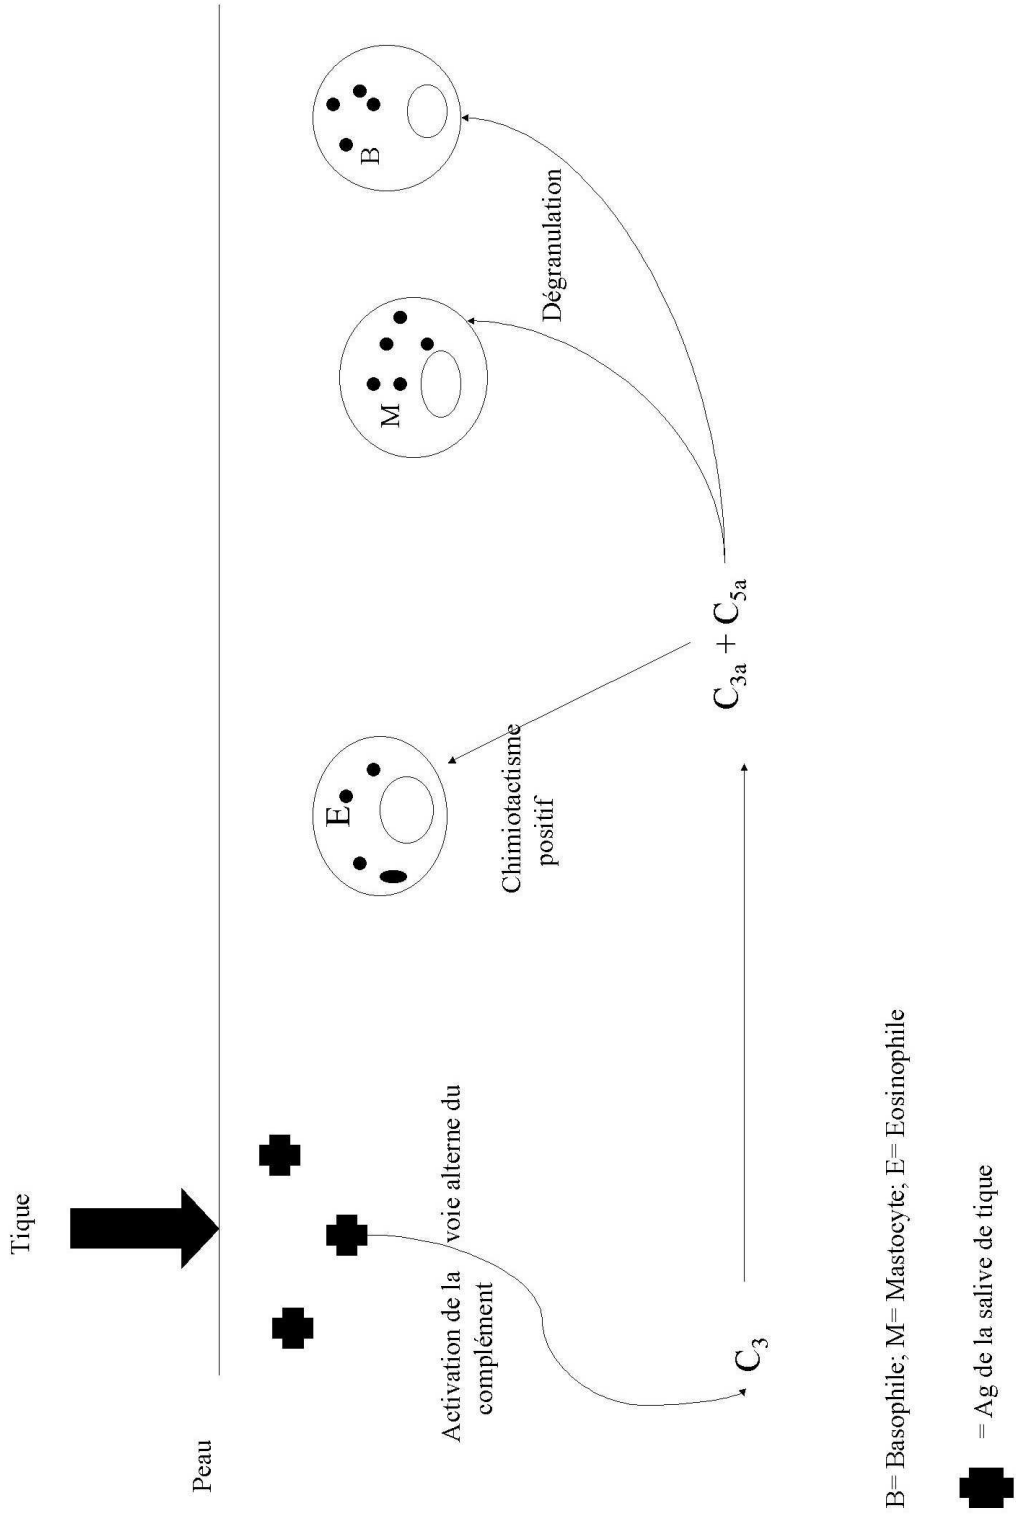 Tique
Peau
Activation de la voie alterne du
complément
E
Chimiotactisme
positif
M
B
Dégranulation
C3
C3a + C5a
B= Basophile; M= Mastocyte; E= Eosinophile
= Ag de la salive de tique